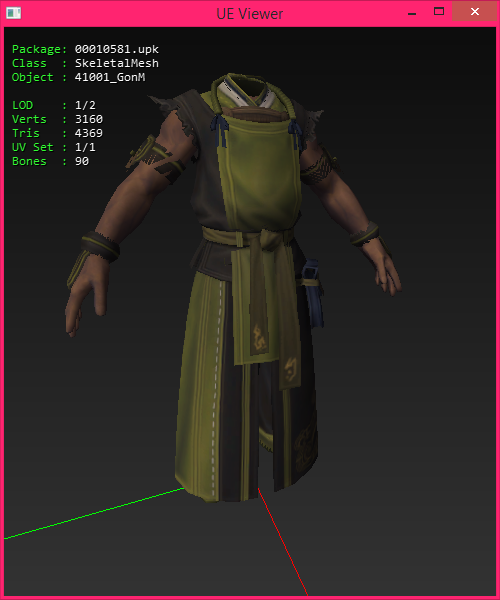 UE Viewer
Package: 00010581.upk
Class  : SkeletalMesh
Object : 41001_GonM
LOD    : 1/2
Verts  : 3160
Tris   : 4369
UV Set : 1/1
Bones  : 90